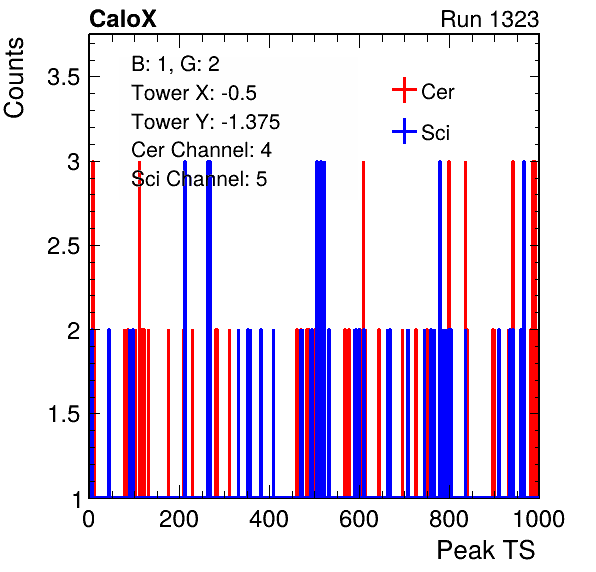 CaloX Run 1323
Counts
B: 1, G: 2
Tower X: -0.5
Tower Y: -1.375
Cer Channel: 4
Sci Channel: 5
Cer
Sci
3.5
3
2.5
2
1.5
1
0 200 400 600 800 1000
Peak TS